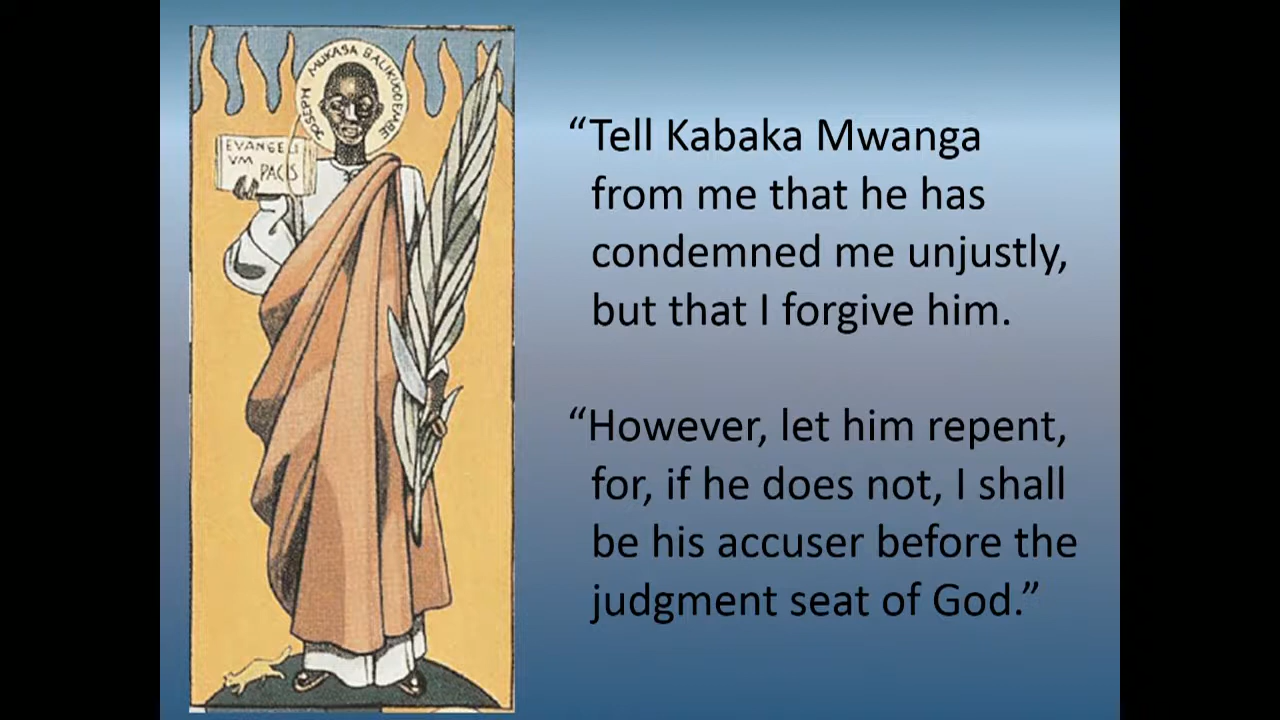 JOSEPH MUKASA BALIKUDDEMBE
EVANGELI
VM
PACIS
“Tell Kabaka Mwanga
from me that he has
condemned me unjustly,
but that I forgive him.
“However, let him repent,
for, if he does not, I shall
be his accuser before the
judgment seat of God.”